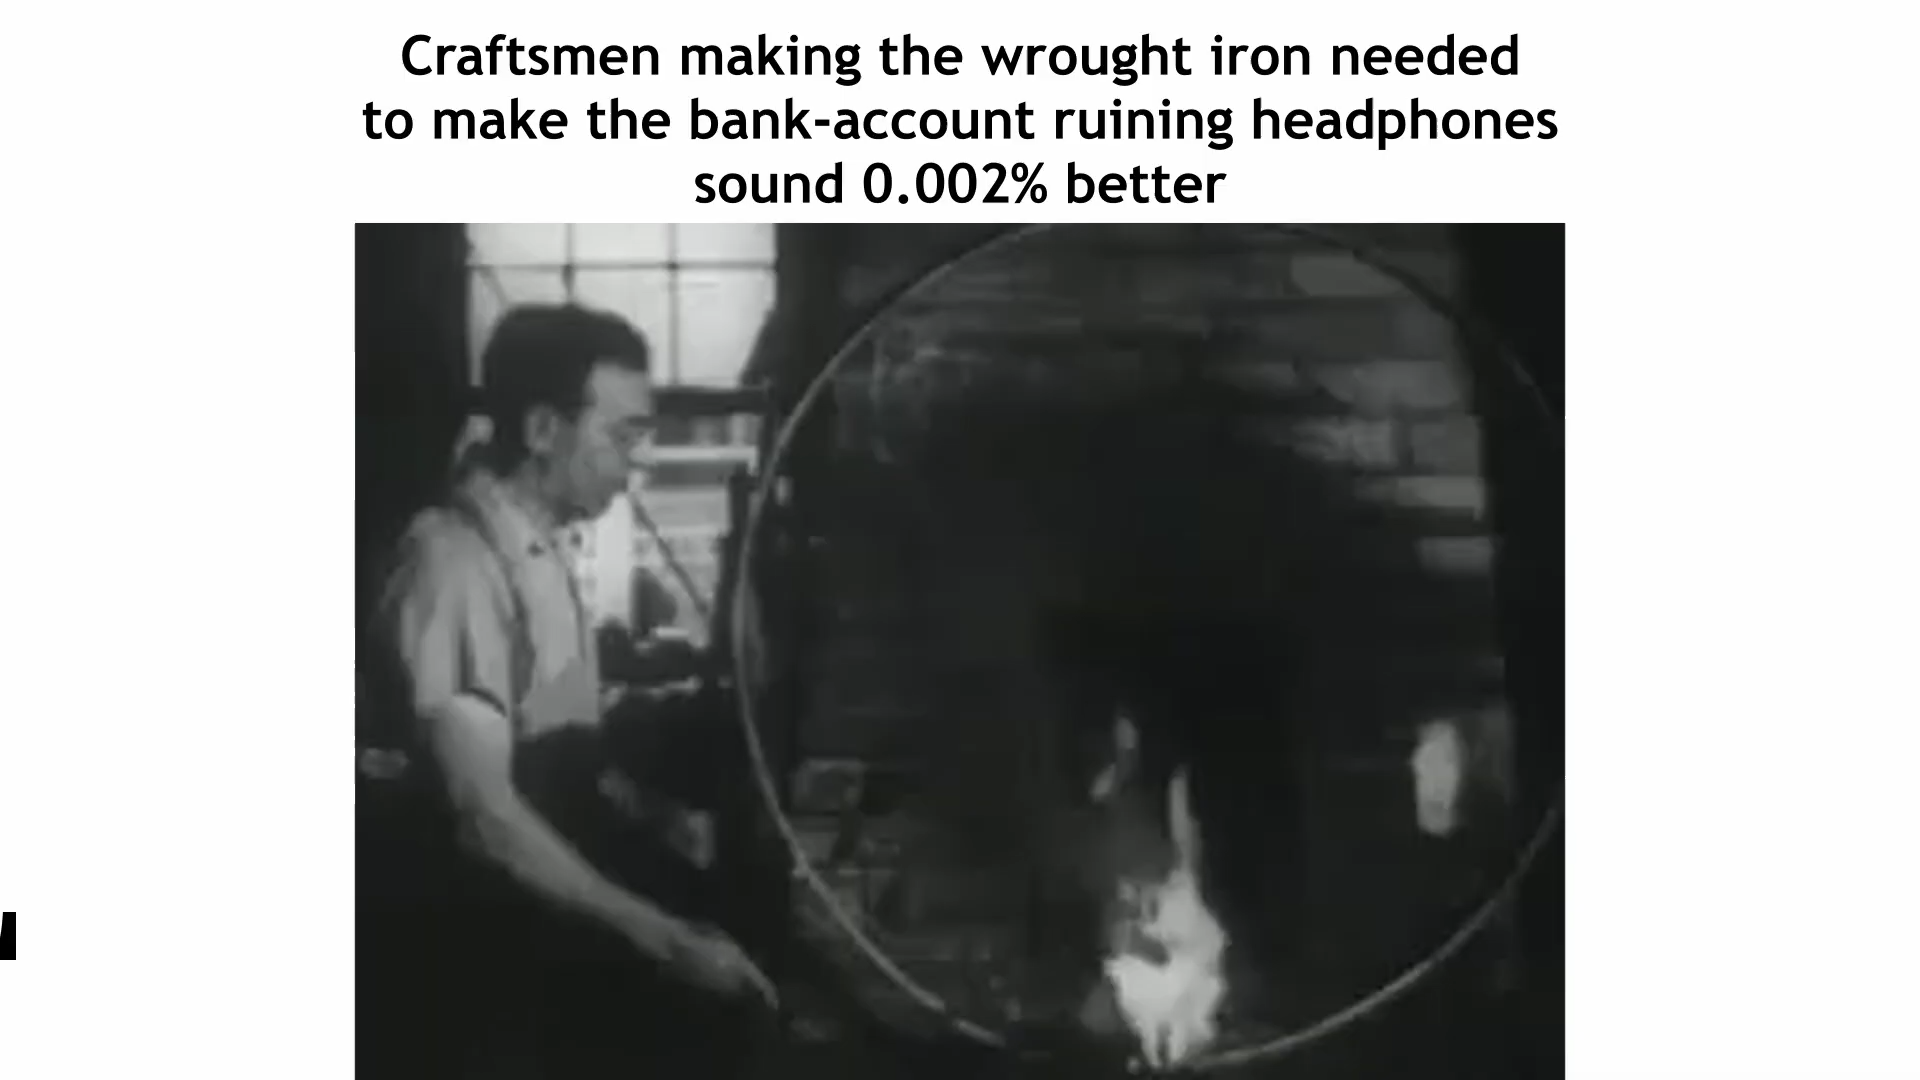 Craftsmen making the wrought iron needed
to make the bank-account ruining headphones
sound 0.002% better